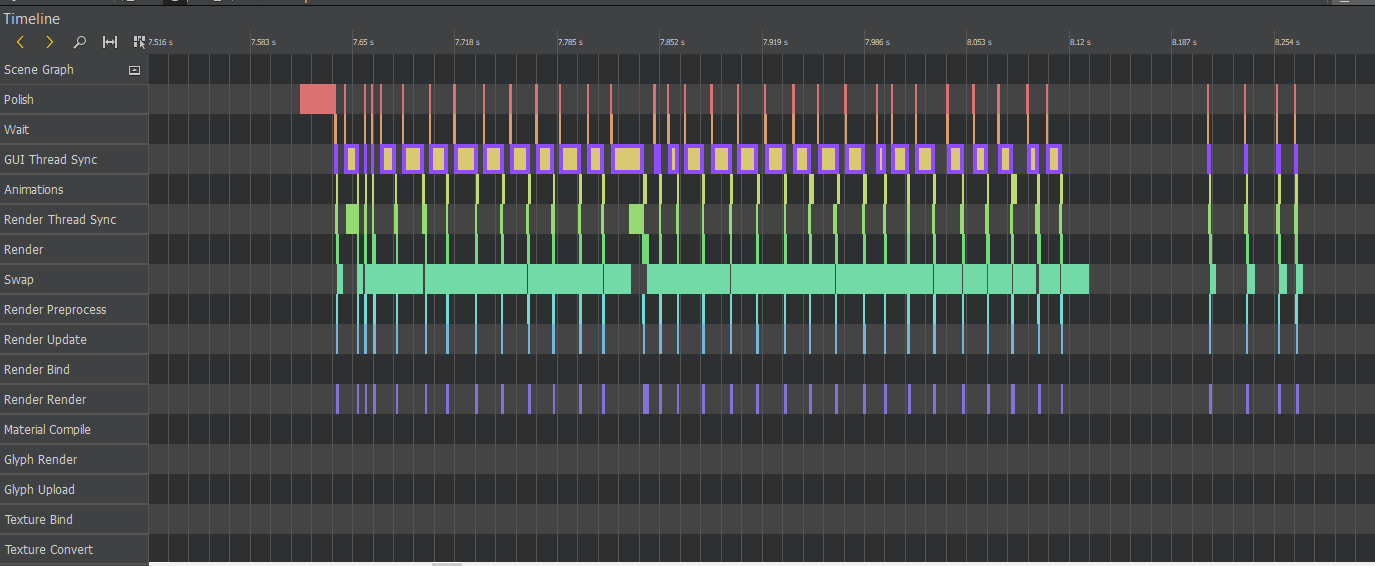 Timeline
7.516 s 7.583 s 7.65 s 7.718 s 7.785 s 7.852 s 7.919 s 7.986 s 8.053 s 8.12 s 8.187 s 8.254 s
Scene Graph
Polish
Wait
GUI Thread Sync
Animations
Render Thread Sync
Render
Swap
Render Preprocess
Render Update
Render Bind
Render Render
Material Compile
Glyph Render
Glyph Upload
Texture Bind
Texture Convert